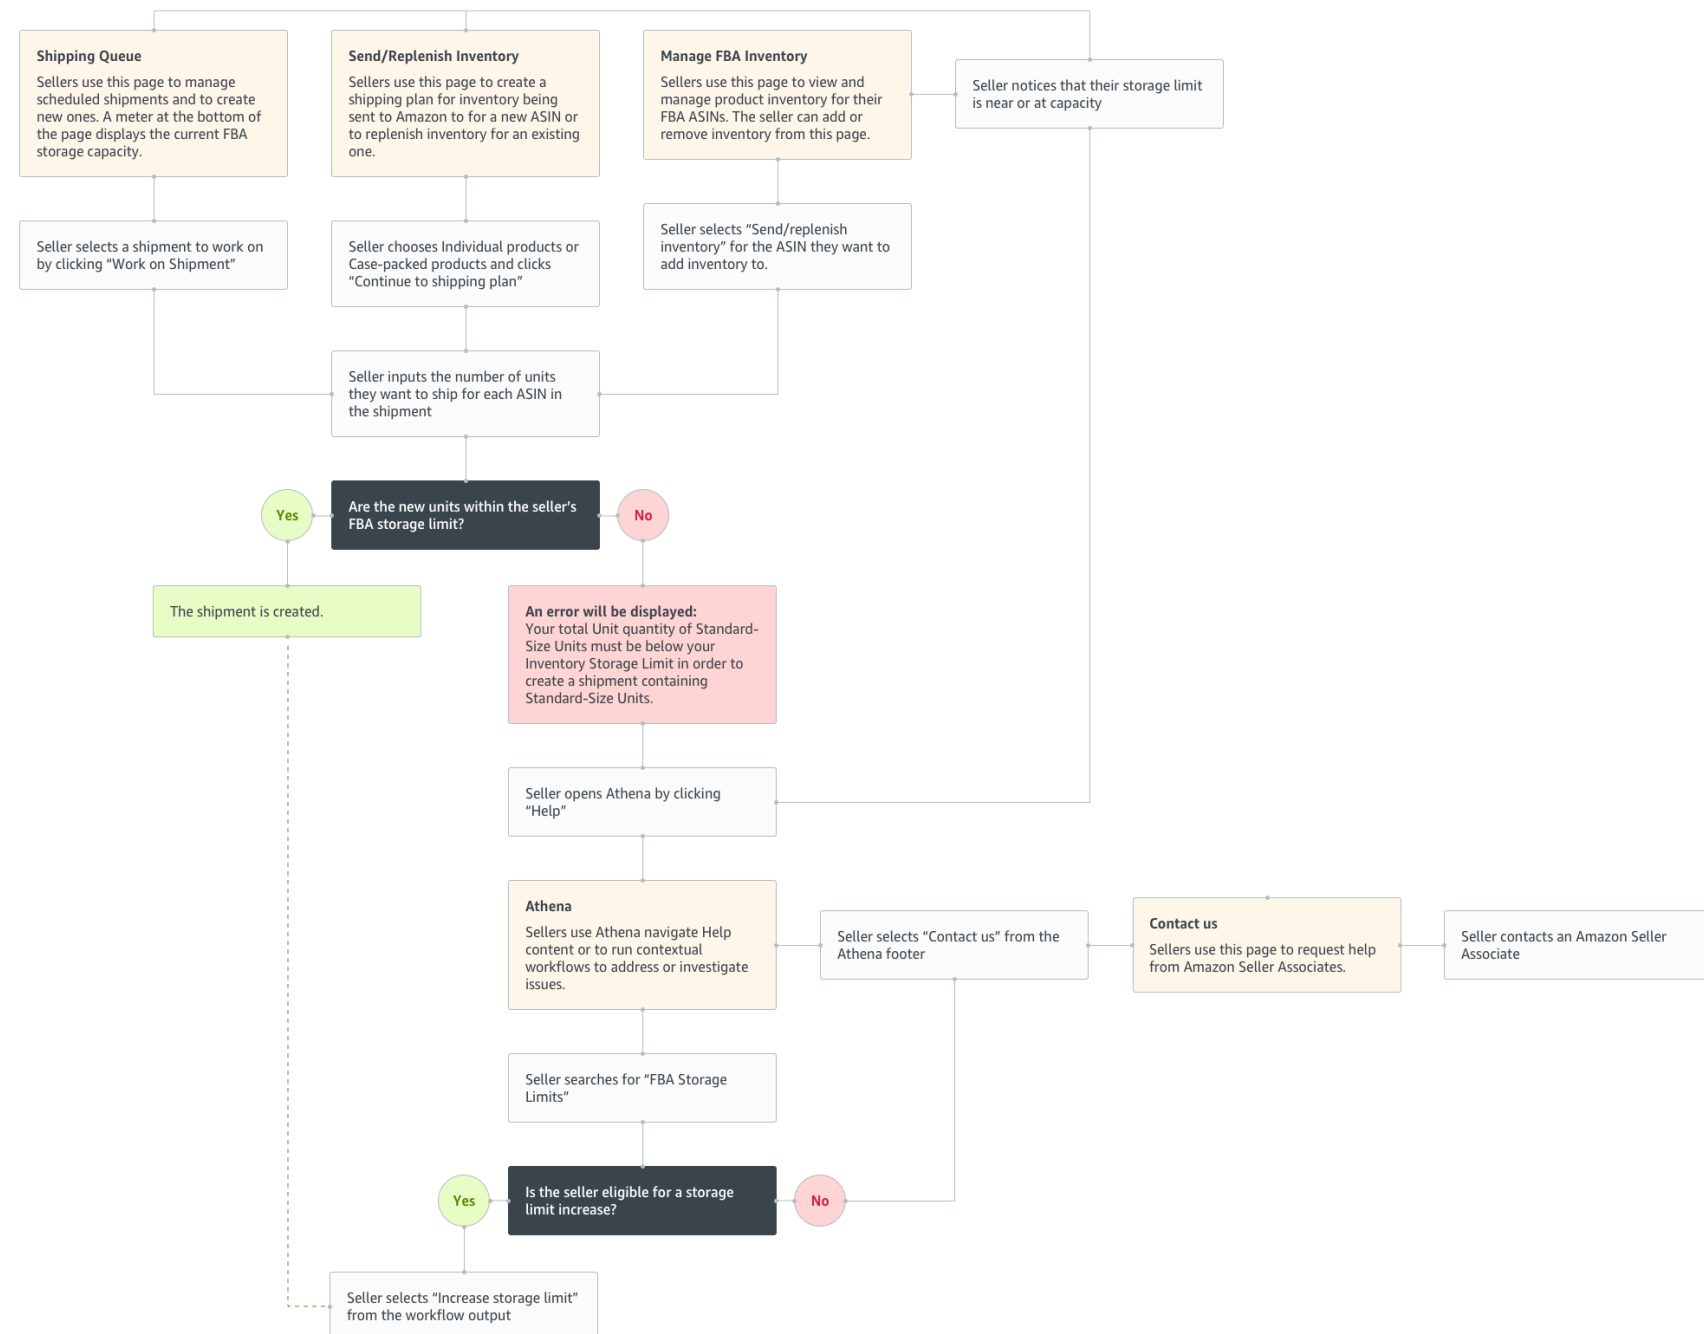 Shipping Queue
Sellers use this page to manage
scheduled shipments and to create
new ones. A meter at the bottom of
the page displays the current FBA
storage capacity.
Send/Replenish Inventory
Sellers use this page to create a
shipping plan for inventory being
sent to Amazon to for a new ASIN or
to replenish inventory for an existing
one.
Manage FBA Inventory
Sellers use this page to view and
manage product inventory for their
FBA ASINs. The seller can add or
remove inventory from this page.
Seller notices that their storage limit
is near or at capacity
Seller selects a shipment to work on
by clicking “Work on Shipment”
Seller chooses Individual products or
Case-packed products and clicks
“Continue to shipping plan”
Seller selects “Send/replenish
inventory” for the ASIN they want to
add inventory to.
Seller inputs the number of units
they want to ship for each ASIN in
the shipment
Yes
Are the new units within the seller’s
FBA storage limit?
No
The shipment is created.
An error will be displayed:
Your total Unit quantity of Standard-
Size Units must be below your
Inventory Storage Limit in order to
create a shipment containing
Standard-Size Units.
Seller opens Athena by clicking
“Help”
Athena
Sellers use Athena navigate Help
content or to run contextual
workflows to address or investigate
issues.
Seller selects “Contact us” from the
Athena footer
Contact us
Sellers use this page to request help
from Amazon Seller Associates.
Seller contacts an Amazon Seller
Associate
Seller searches for “FBA Storage
Limits”
Yes
Is the seller eligible for a storage
limit increase?
No
Seller selects “Increase storage limit”
from the workflow output